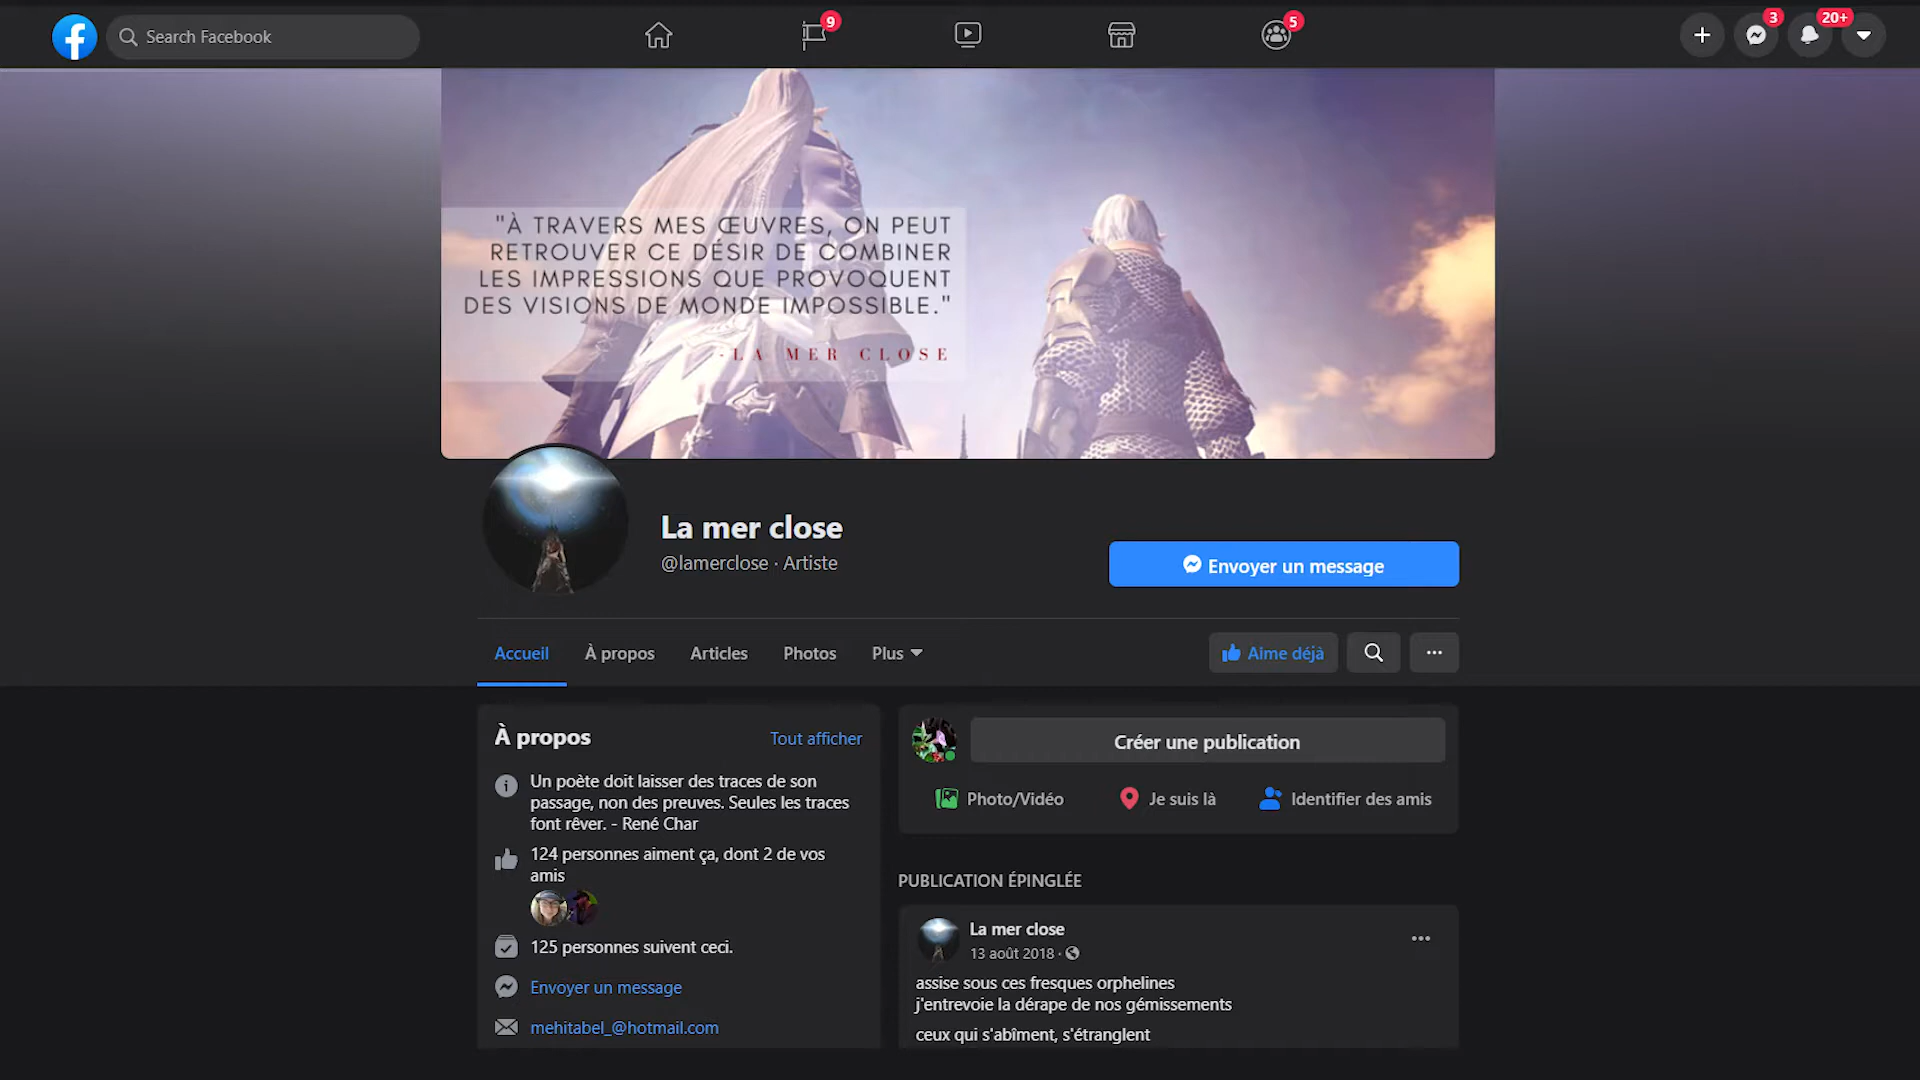 Search Facebook
9
5
3
20+
"À TRAVERS MES ŒUVRES, ON PEUT
RETROUVER CE DÉSIR DE COMBINER
LES IMPRESSIONS QUE PROVOQUENT
DES VISIONS DE MONDE IMPOSSIBLE."
-LA MER CLOSE
La mer close
@lamerclose · Artiste
Envoyer un message
Accueil
À propos
Articles
Photos
Plus
Aime déjà
À propos
Tout afficher
Un poète doit laisser des traces de son
passage, non des preuves. Seules les traces
font rêver. - René Char
124 personnes aiment ça, dont 2 de vos
amis
125 personnes suivent ceci.
Envoyer un message
mehitabel_@hotmail.com
Créer une publication
Photo/Vidéo
Je suis là
Identifier des amis
PUBLICATION ÉPINGLÉE
La mer close
13 août 2018 ·
assise sous ces fresques orphelines
j'entrevoie la dérape de nos gémissements
ceux qui s'abîment, s'étranglent